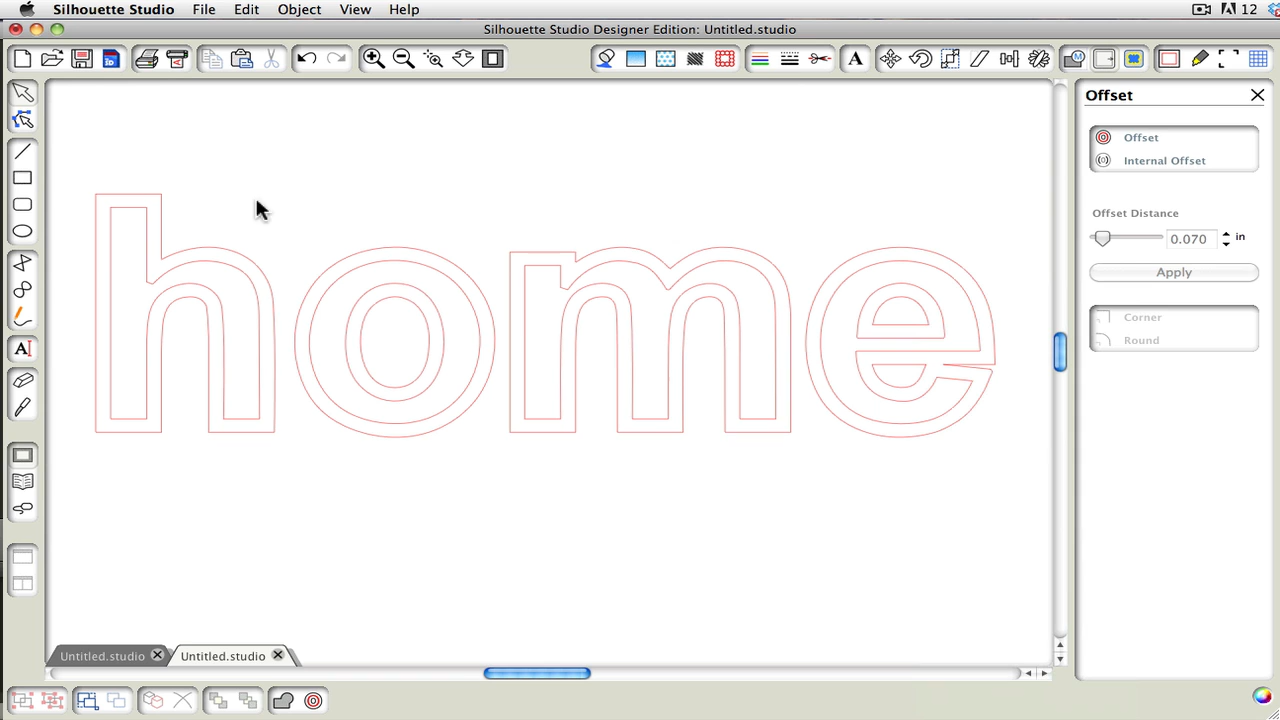 Silhouette Studio File Edit Object View Help 12
Silhouette Studio Designer Edition: Untitled.studio
A
M
Offset
Offset
Internal Offset
Offset Distance
0.070 in
Apply
Corner
Round
A
home
Untitled.studio Untitled.studio